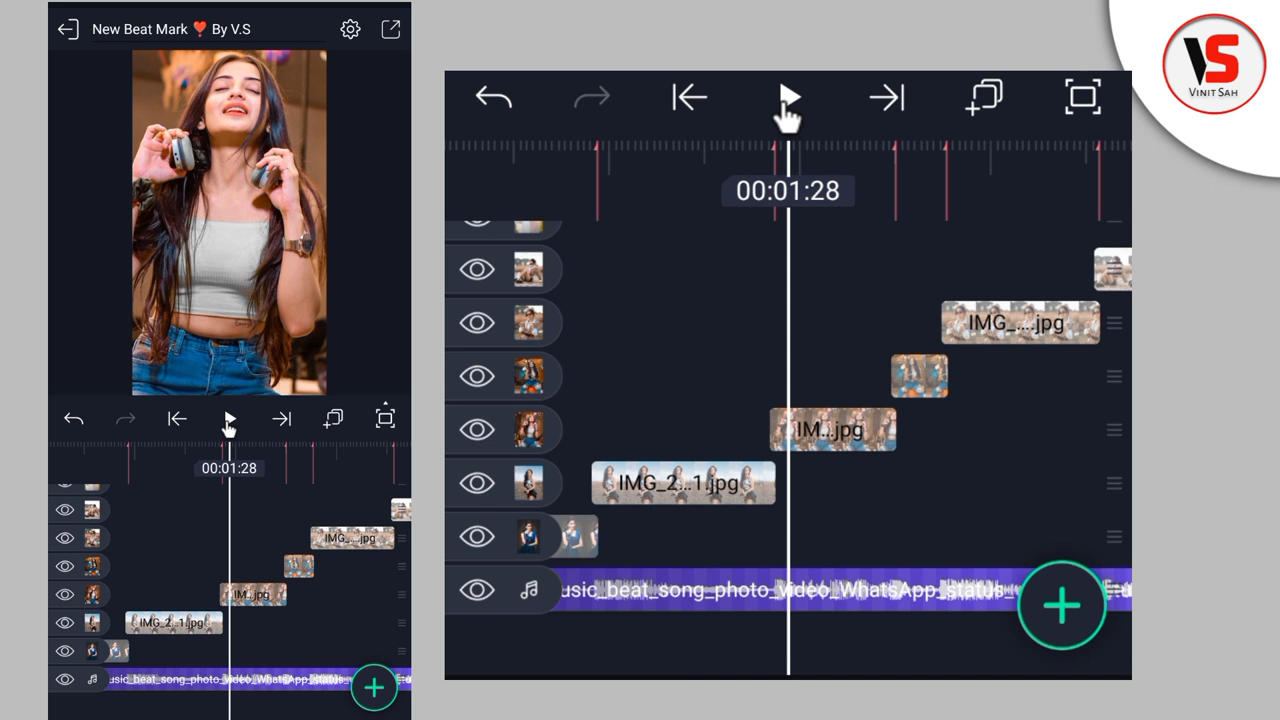 New Beat Mark ❤️ By V.S
00:01:28
IMG_....jpg
IM...jpg
IMG_2...1.jpg
usic_beat_song_photo_video_WhatsApp_status
00:01:28
IMG_....jpg
IM...jpg
IMG_2...1.jpg
usic_beat_song_photo_video_WhatsApp_status
VS
VINIT SAH